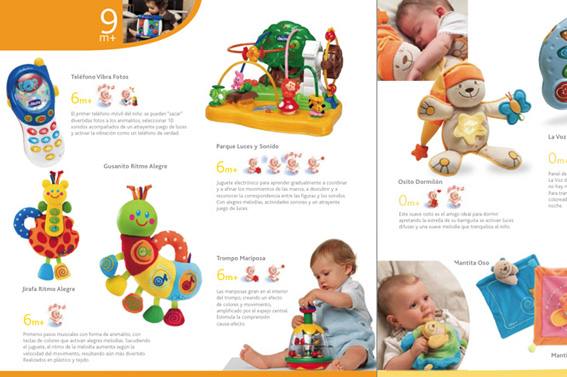 9
m+
Teléfono Vibra Fotos
6m+
El primer teléfono móvil del niño: se pueden "sacar"
divertidas fotos a los animalitos, seleccionar 10
sonidos acompañados de un atrayente juego de luces
y activar la vibración como un teléfono de verdad.
Gusanito Ritmo Alegre
Jirafa Ritmo Alegre
6m+
Primeros pasos musicales con forma de animalito, con
teclas de colores que activan alegres melodías. Sacudiendo
el juguete, al ritmo de la melodía aumenta según la
velocidad del movimiento, resultando aún más divertido.
Realizados en plástico y tejido.
Parque Luces y Sonido
6m+
Juguete electrónico para aprender gradualmente a coordinar
y a afinar los movimientos de las manos, a descubrir y a
reconocer la correspondencia entre las figuras y los sonidos.
Con alegres melodías, actividades sonoras y un atrayente
juego de luces.
Trompo Mariposa
6m+
Las mariposas giran en el interior
del trompo, creando un efecto
de colores y movimiento,
amplificado por el espejo central.
Estimula la comprensión
causa-efecto.
Osito Dormilón
0m+
Este suave osito es el amigo ideal para dormir
apretando la estrella de su barriguita se activan luces
difusas y una suave melodía que tranquiliza al niño.
Mantita Oso
La Voz
0m
Panel de
La Voz d
no hay n
Para tran
coloread
noche
Manti